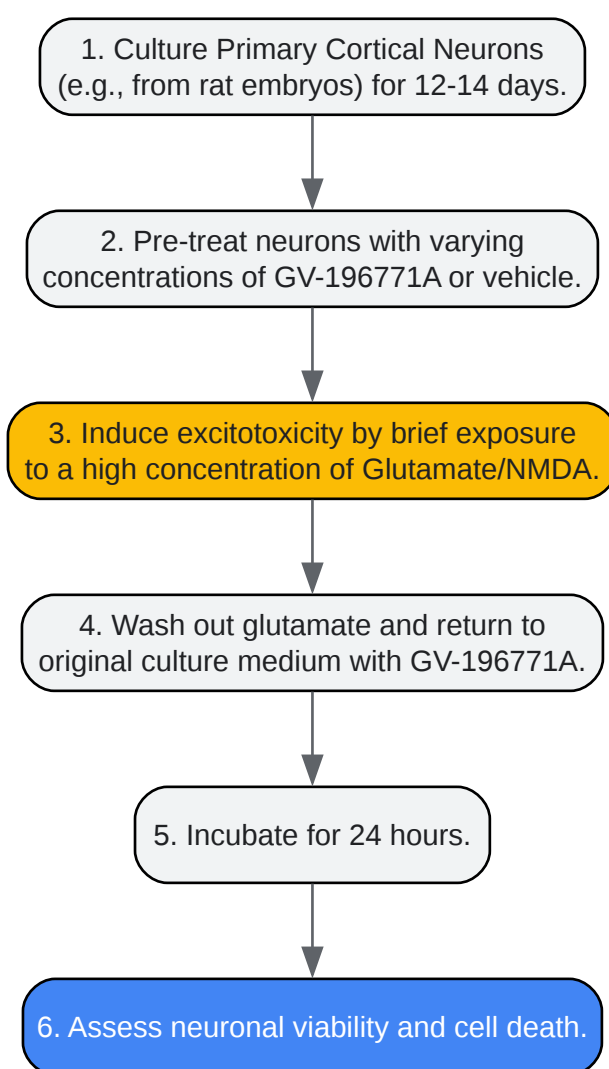 1. Culture Primary Cortical Neurons
(e.g., from rat embryos) for 12-14 days.
2. Pre-treat neurons with varying
concentrations of GV-196771A or vehicle.
3. Induce excitotoxicity by brief exposure
to a high concentration of Glutamate/NMDA.
4. Wash out glutamate and return to
original culture medium with GV-196771A.
5. Incubate for 24 hours.
6. Assess neuronal viability and cell death.